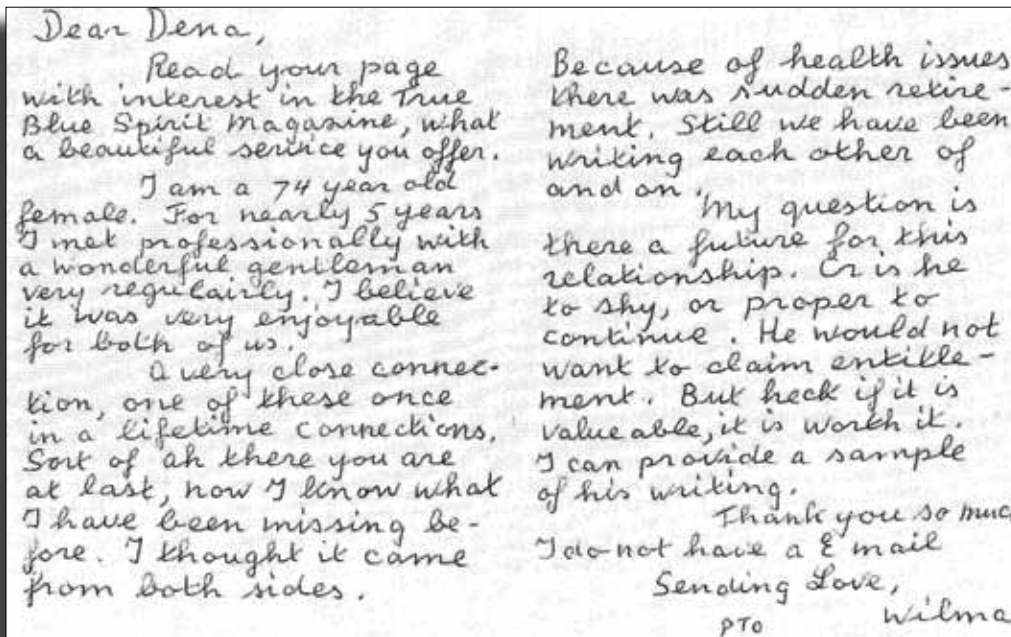 Dear Dena,
Read your page
with interest in the True
Blue Spirit Magazine, what
a beautiful service you offer.
I am a 74 year old
female. For nearly 5 years
I met professionally with
a wonderful gentleman
very regulairly. I believe
it was very enjoyable
for both of us.
A very close connec-
tion, one of these once
in a lifetime connections.
Sort of ah there you are
at last, now I know what
I have been missing be-
fore. I thought it came
from both sides.
Because of health issues
there was sudden retire-
ment. Still we have been
writing each other of
and on.
My question is
there a future for this
relationship. Or is he
to shy, or proper to
continue. He would not
want to claim entitle-
ment. But heck if it is
valueable, it is worth it.
I can provide a sample
of his writing.
Thank you so much
I do not have a E mail
Sending Love,
Wilma
PTO